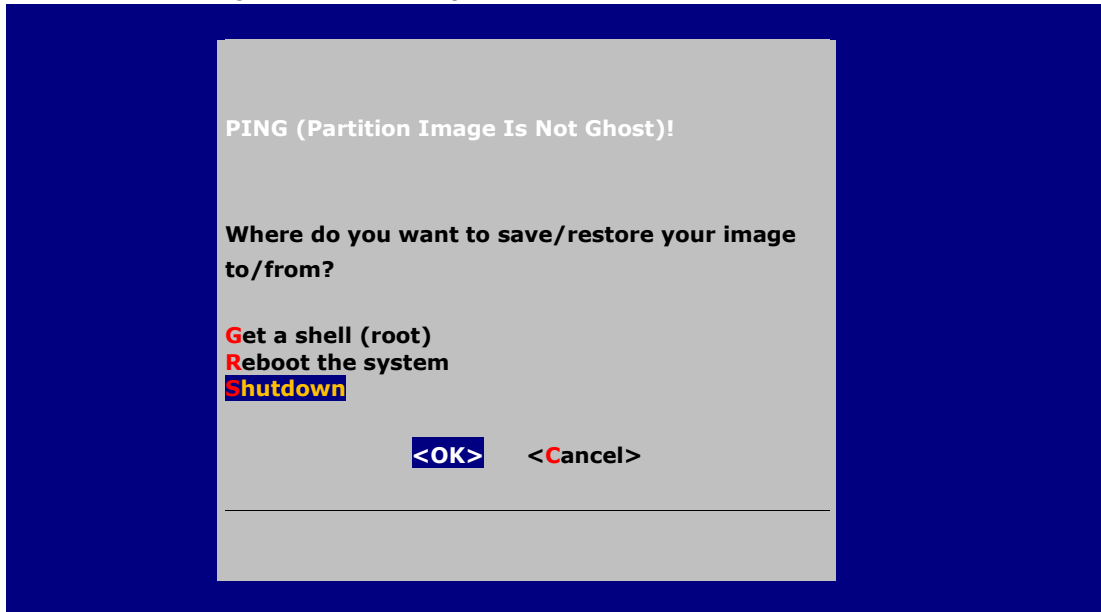 PING (Partition Image Is Not Ghost)!
Where do you want to save/restore your image
to/from?
Get a shell (root)
Reboot the system
Shutdown
<OK> <Cancel>